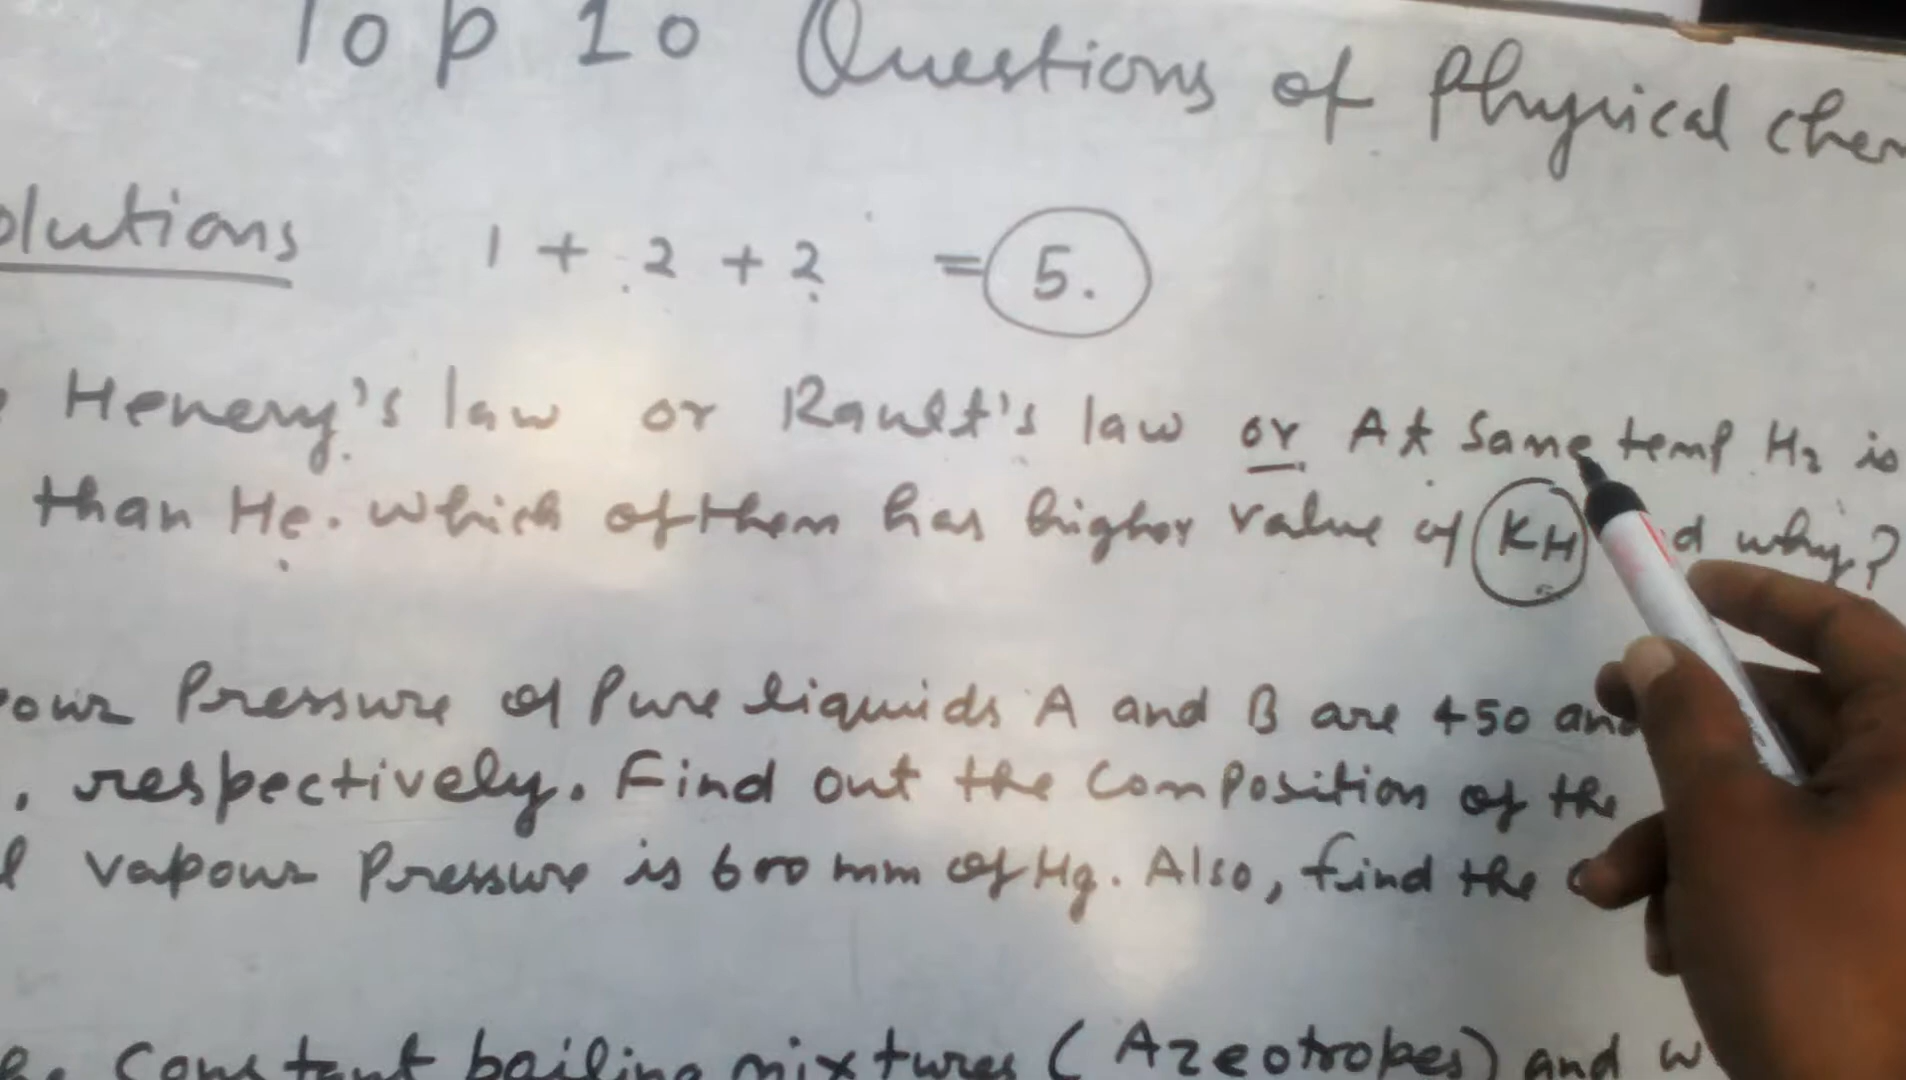 Top 10 Questions of Physical Chem
olutions 1 + 2 + 2 = 5.
Henery's law or Rault's law or At Same temp H2 is
than He. which of them has higher value of KH d why?
our Pressure of Pure liquids A and B are 450 and
, respectively. Find out the Composition of the
l vapour Pressure is 600 mm of Hg. Also, find the
Constant boiling mixtures (Azeotropes) and w